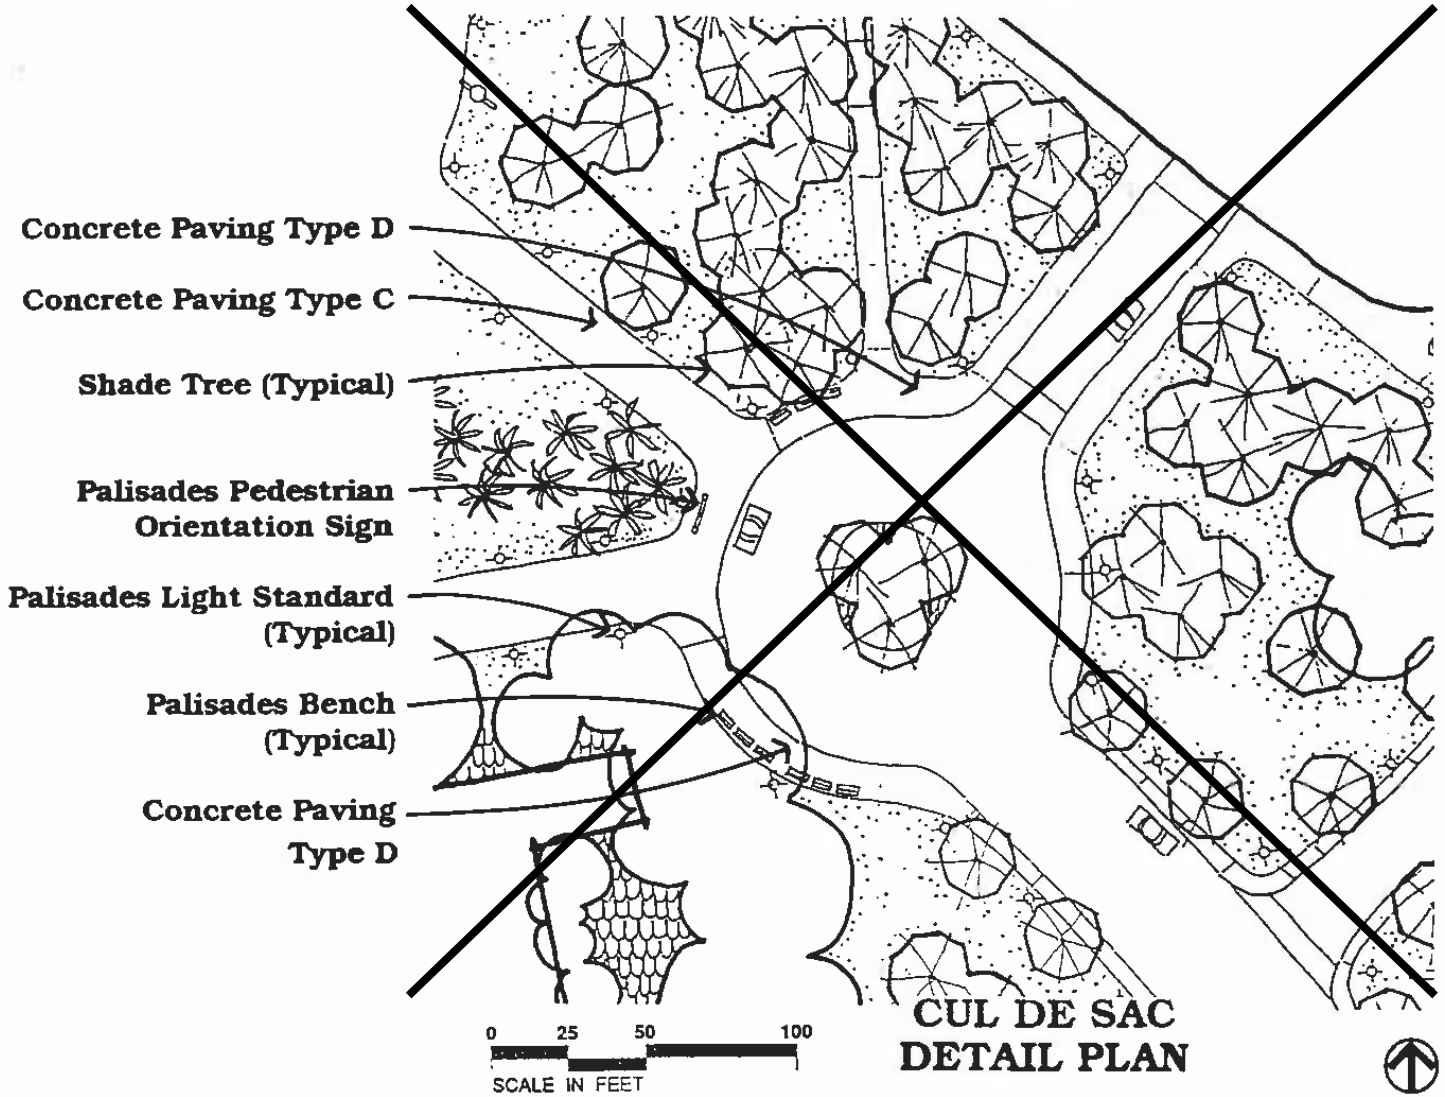 Concrete Paving Type D
Concrete Paving Type C
Shade Tree (Typical)
Palisades Pedestrian
Orientation Sign
Palisades Light Standard
(Typical)
Palisades Bench
(Typical)
Concrete Paving
Type D
0 25 50 100
SCALE IN FEET
CUL DE SAC
DETAIL PLAN